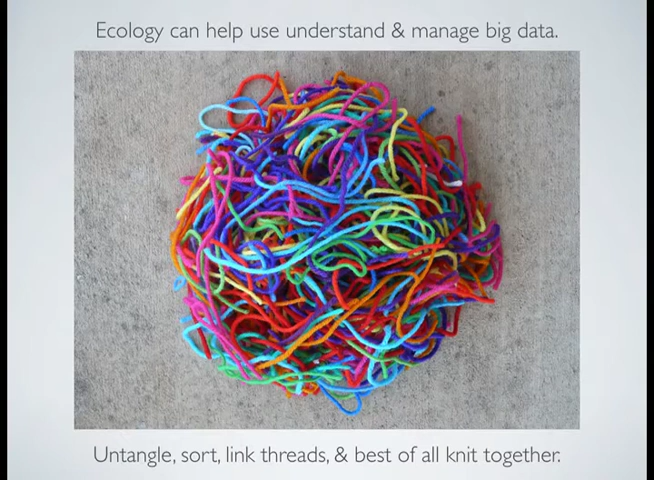 Ecology can help use understand & manage big data.
Untangle, sort, link threads, & best of all knit together.